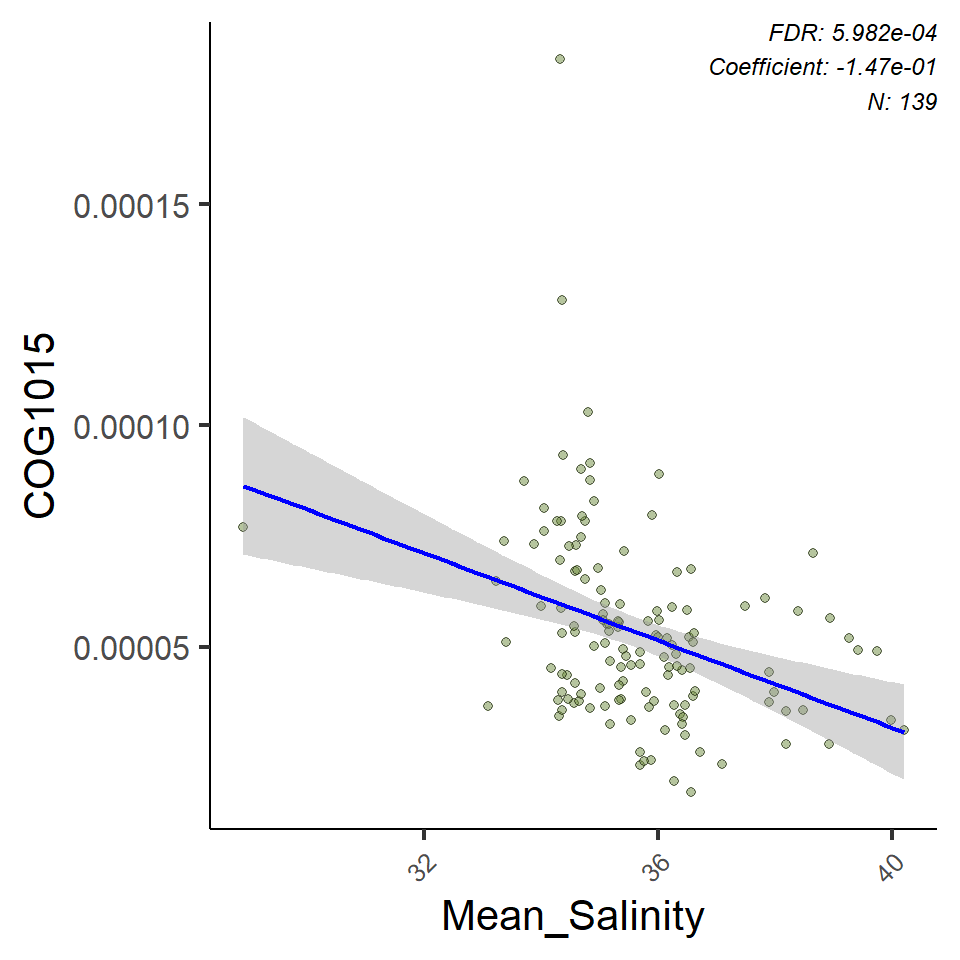 FDR: 5.982e-04
Coefficient: -1.47e-01
N: 139
0.00015
0.00010
0.00005
COG1015
32
36
40
Mean_Salinity